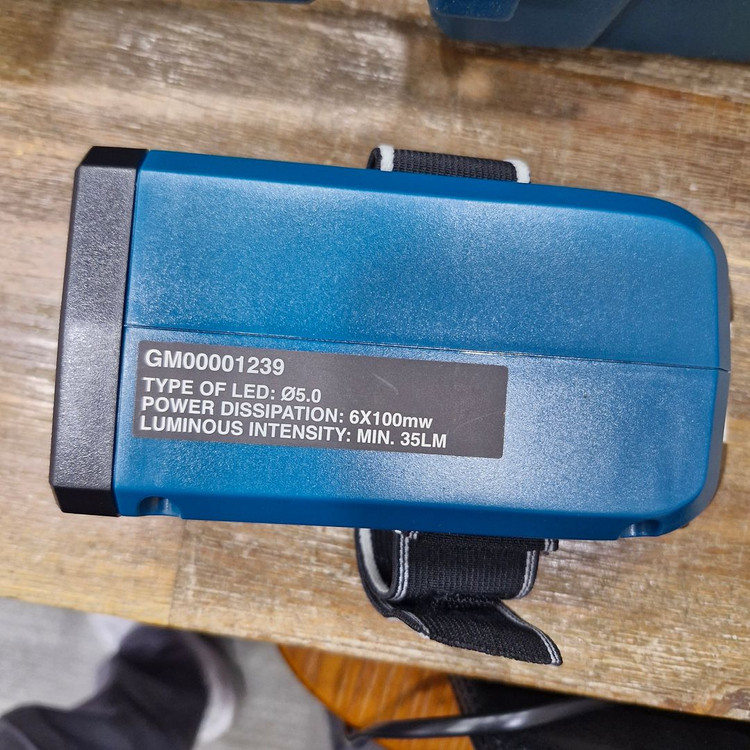 GM00001239
TYPE OF LED: Ø5.0
POWER DISSIPATION: 6X100mw
LUMINOUS INTENSITY: MIN. 35LM